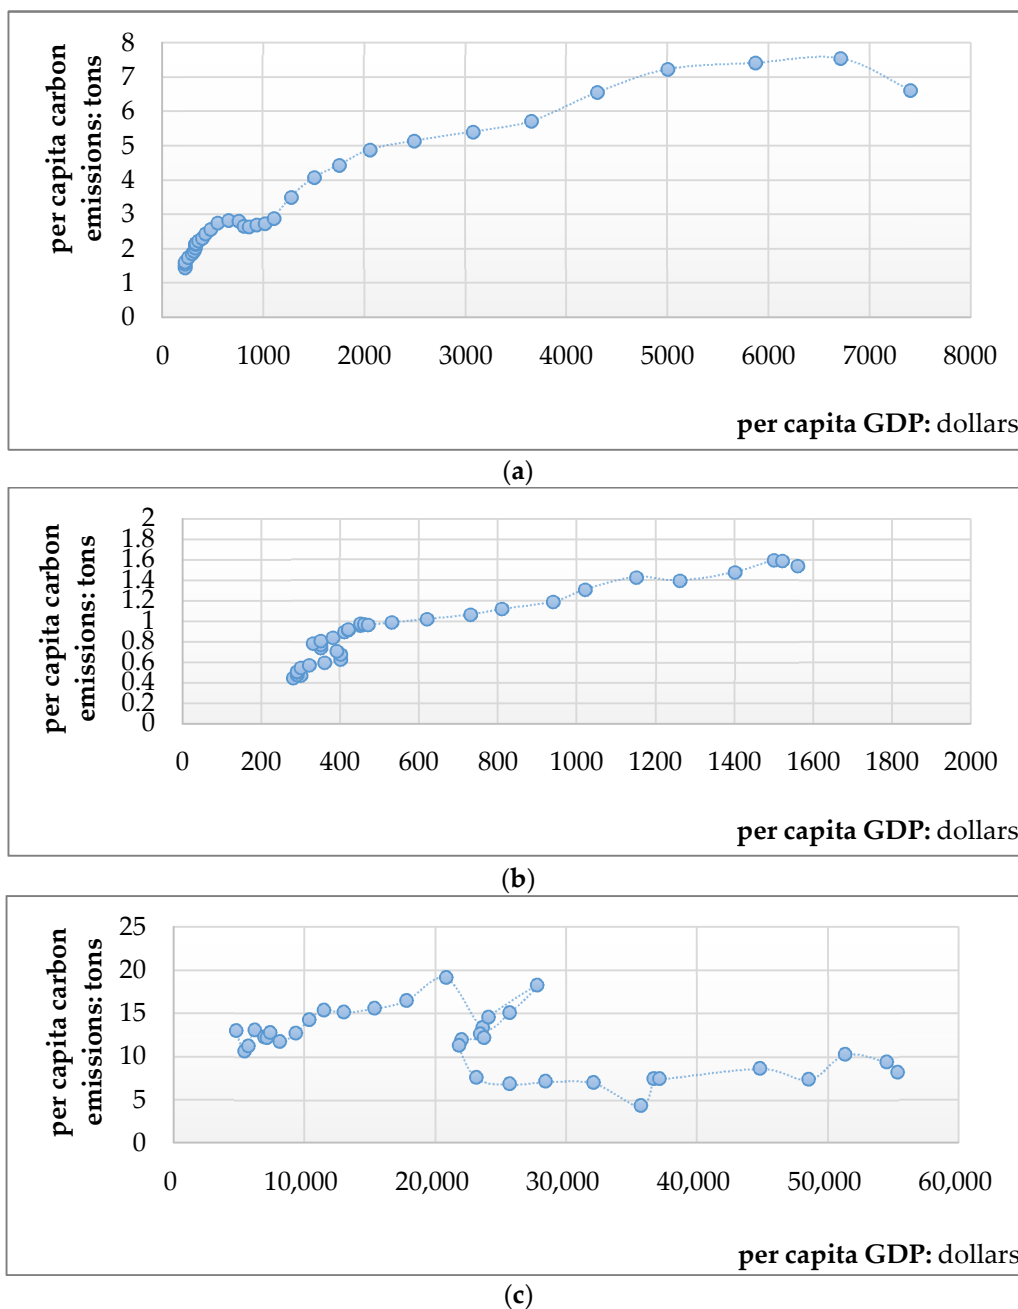 per capita carbon
emissions: tons
8
7
6
5
4
3
2
1
0
0 1000 2000 3000 4000 5000 6000 7000 8000
per capita GDP: dollars
(a)
per capita carbon
emissions: tons
2
1.8
1.6
1.4
1.2
1
0.8
0.6
0.4
0.2
0
0 200 400 600 800 1000 1200 1400 1600 1800 2000
per capita GDP: dollars
(b)
per capita carbon
emissions: tons
25
20
15
10
5
0
0 10,000 20,000 30,000 40,000 50,000 60,000
per capita GDP: dollars
(c)